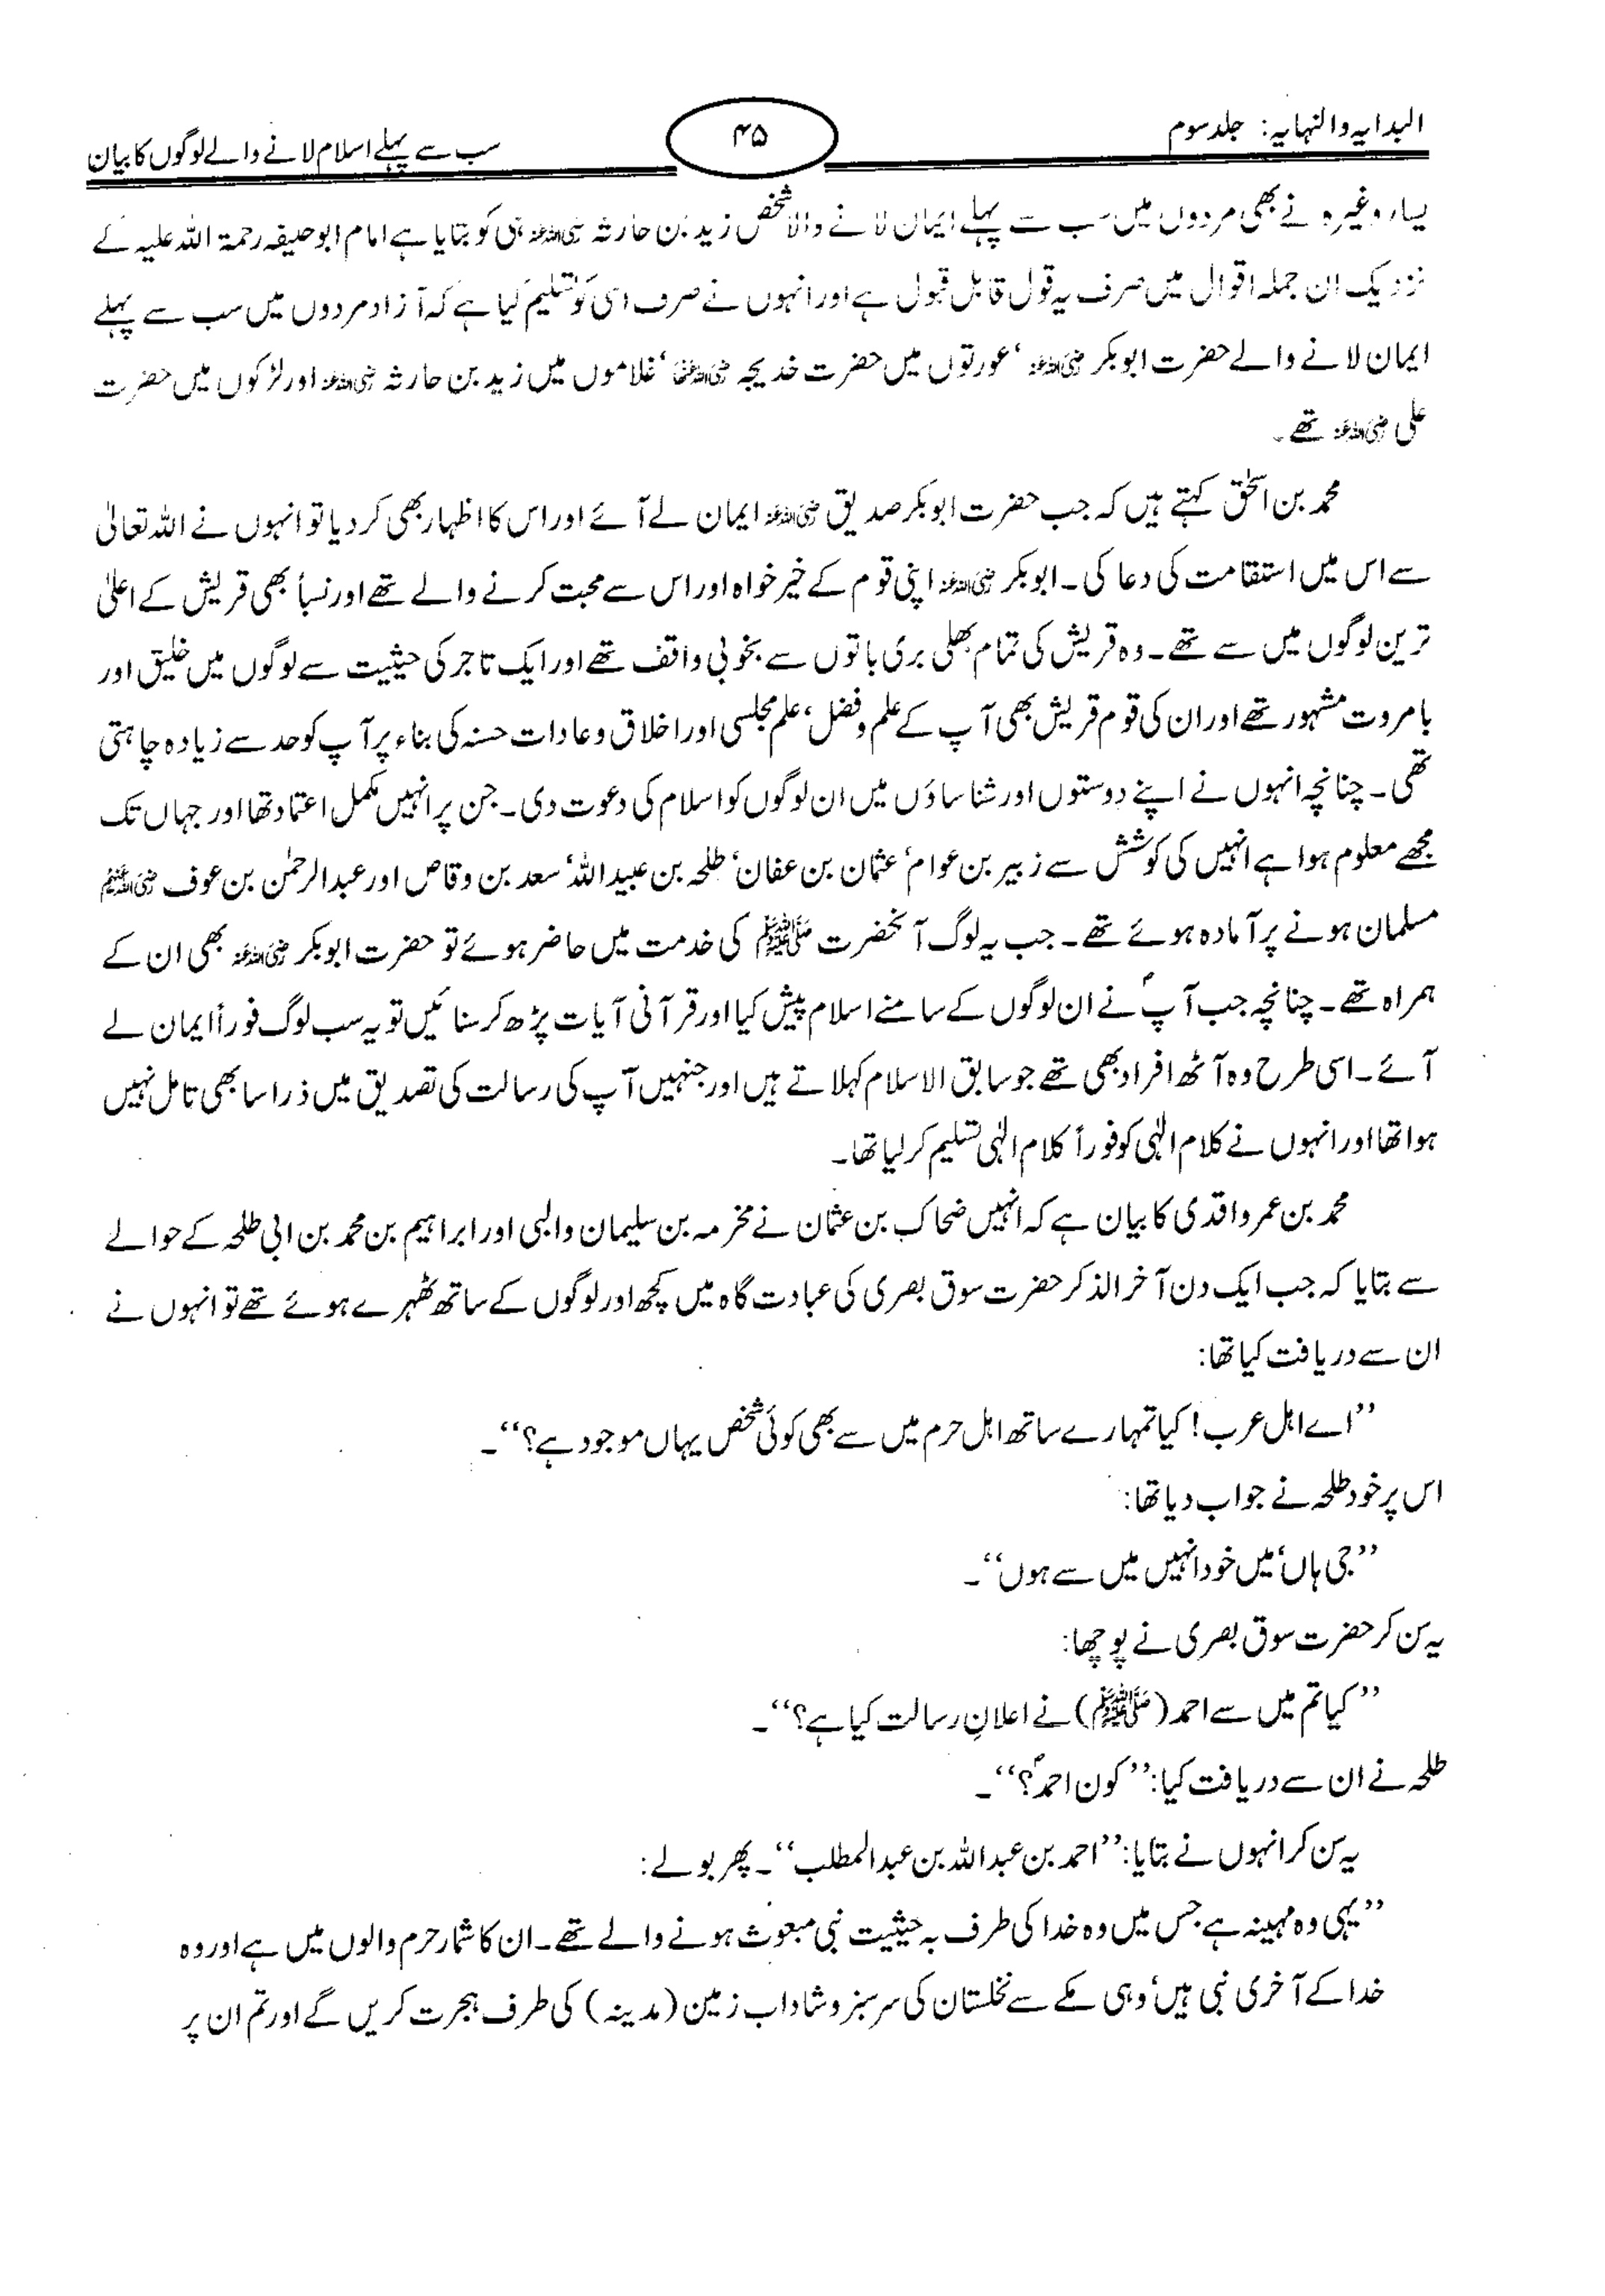 البدایہ والنہایہ: جلد سوم
۴۵
سب سے پہلے اسلام لانے والے لوگوں کا بیان
یسار وغیرہ نے بھی مردوں میں سب سے پہلے ایمان لانے والا شخص زید بن حارثہ رضی اللہ عنہ ہی کو بتایا ہے امام ابوحنیفہ رحمۃ اللہ علیہ کے
نزدیک ان جملہ اقوال میں صرف یہ قول قابل قبول ہے اور انہوں نے صرف اسی کو تسلیم کیا ہے کہ آزاد مردوں میں سب سے پہلے
ایمان لانے والے حضرت ابوبکر رضی اللہ عنہ، عورتوں میں حضرت خدیجہ رضی اللہ عنہا، غلاموں میں زید بن حارثہ رضی اللہ عنہ اور لڑکوں میں حضرت
علی رضی اللہ عنہ تھے۔
محمد بن اسحٰق کہتے ہیں کہ جب حضرت ابوبکر صدیق رضی اللہ عنہ ایمان لے آئے اور اس کا اظہار بھی کر دیا تو انہوں نے اللہ تعالیٰ
سے اس میں استقامت کی دعا کی۔ ابوبکر رضی اللہ عنہ اپنی قوم کے خیر خواہ اور اس سے محبت کرنے والے تھے اور نسباً بھی قریش کے اعلیٰ
ترین لوگوں میں سے تھے۔ وہ قریش کی تمام بھلی بری باتوں سے بخوبی واقف تھے اور ایک تاجر کی حیثیت سے لوگوں میں خلیق اور
بامروت مشہور تھے اور ان کی قوم قریش بھی آپ کے علم و فضل، علم مجلسی اور اخلاق و عادات حسنہ کی بناء پر آپ کو حد سے زیادہ چاہتی
تھی۔ چنانچہ انہوں نے اپنے دوستوں اور شناساؤں میں ان لوگوں کو اسلام کی دعوت دی۔ جن پر انہیں مکمل اعتماد تھا اور جہاں تک
مجھے معلوم ہوا ہے انہیں کی کوشش سے زبیر بن عوام، عثمان بن عفان، طلحہ بن عبید اللہ، سعد بن وقاص اور عبدالرحمٰن بن عوف رضی اللہ عنہم
مسلمان ہونے پر آمادہ ہوئے تھے۔ جب یہ لوگ آنحضرت ﷺ کی خدمت میں حاضر ہوئے تو حضرت ابوبکر رضی اللہ عنہ بھی ان کے
ہمراہ تھے۔ چنانچہ جب آپؐ نے ان لوگوں کے سامنے اسلام پیش کیا اور قرآنی آیات پڑھ کر سنائیں تو یہ سب لوگ فوراً ایمان لے
آئے۔ اسی طرح وہ آٹھ افراد بھی تھے جو سابق الاسلام کہلاتے ہیں اور جنہیں آپ کی رسالت کی تصدیق میں ذرا سا بھی تامل نہیں
ہوا تھا اور انہوں نے کلام الٰہی کو فوراً کلام الٰہی تسلیم کر لیا تھا۔
محمد بن عمر واقدی کا بیان ہے کہ انہیں ضحاک بن عثمان نے مخرمہ بن سلیمان والبی اور ابراہیم بن محمد بن ابی طلحہ کے حوالے
سے بتایا کہ جب ایک دن آخر الذکر حضرت سوق بصری کی عبادت گاہ میں کچھ اور لوگوں کے ساتھ ٹھہرے ہوئے تھے تو انہوں نے
ان سے دریافت کیا تھا:
’’اے اہل عرب! کیا تمہارے ساتھ اہل حرم میں سے بھی کوئی شخص یہاں موجود ہے؟‘‘۔
اس پر خود طلحہ نے جواب دیا تھا:
’’جی ہاں، میں خود انہیں میں سے ہوں‘‘۔
یہ سن کر حضرت سوق بصری نے پوچھا:
’’کیا تم میں سے احمد (ﷺ) نے اعلانِ رسالت کیا ہے؟‘‘۔
طلحہ نے ان سے دریافت کیا: ’’کون احمدؐ؟‘‘۔
یہ سن کر انہوں نے بتایا: ’’احمد بن عبداللہ بن عبدالمطلب‘‘۔ پھر بولے:
’’یہی وہ مہینہ ہے جس میں وہ خدا کی طرف بہ حیثیت نبی مبعوث ہونے والے تھے۔ ان کا شمار حرم والوں میں ہے اور وہ
خدا کے آخری نبی ہیں، وہی مکے سے نخلستان کی سرسبز و شاداب زمین (مدینہ) کی طرف ہجرت کریں گے اور تم ان پر